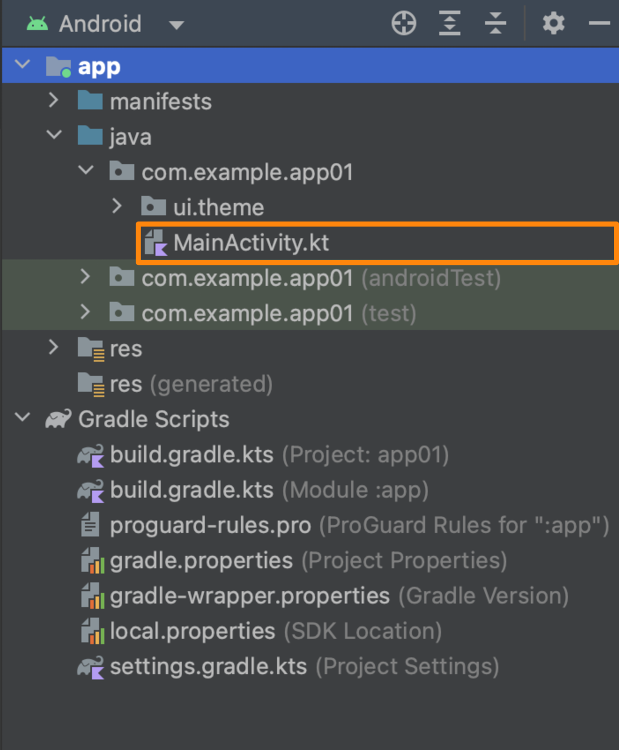 Android
app
manifests
java
com.example.app01
ui.theme
MainActivity.kt
com.example.app01 (androidTest)
com.example.app01 (test)
res
res (generated)
Gradle Scripts
build.gradle.kts (Project: app01)
build.gradle.kts (Module :app)
proguard-rules.pro (ProGuard Rules for ":app")
gradle.properties (Project Properties)
gradle-wrapper.properties (Gradle Version)
local.properties (SDK Location)
settings.gradle.kts (Project Settings)